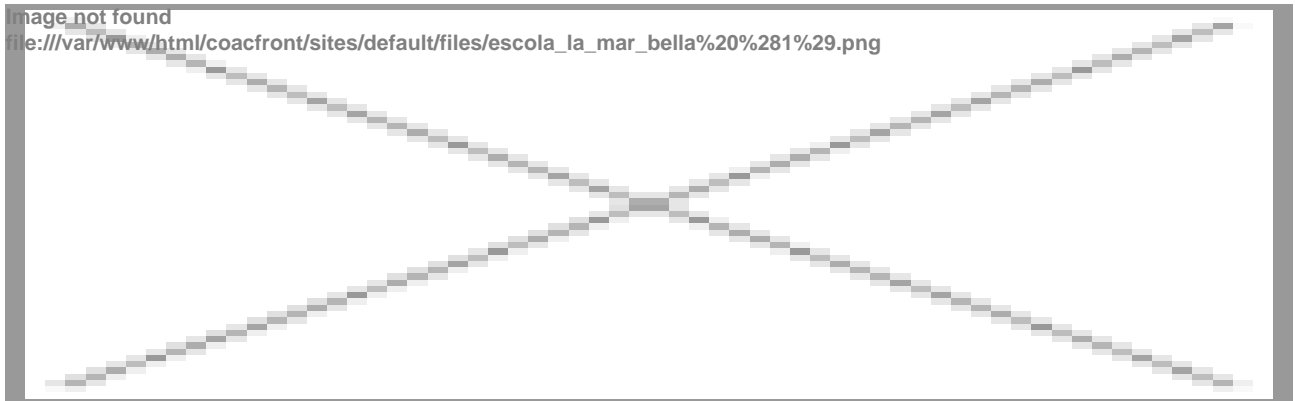 Image not found
file:///var/www/html/coacfront/sites/default/files/escola_la_mar_bella%20%281%29.png